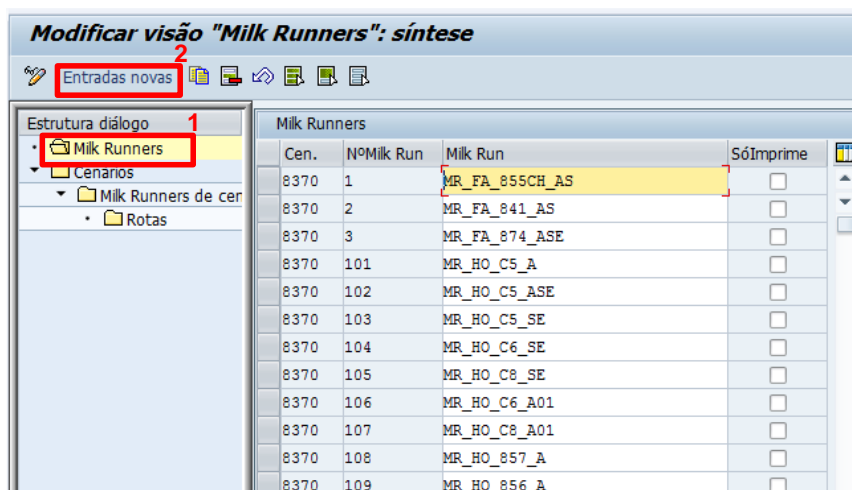 Modificar visão "Milk Runners": síntese
2
Entradas novas
Estrutura diálogo 1
Milk Runners
Cenários
Milk Runners de cer
Rotas
Milk Runners
Cen. NºMilk Run Milk Run SóImprime
8370 1 MR_FA_855CH_AS
8370 2 MR_FA_841_AS
8370 3 MR_FA_874_ASE
8370 101 MR_HO_C5_A
8370 102 MR_HO_C5_ASE
8370 103 MR_HO_C5_SE
8370 104 MR_HO_C6_SE
8370 105 MR_HO_C8_SE
8370 106 MR_HO_C6_A01
8370 107 MR_HO_C8_A01
8370 108 MR_HO_857_A
8370 109 MR_HO_856_A